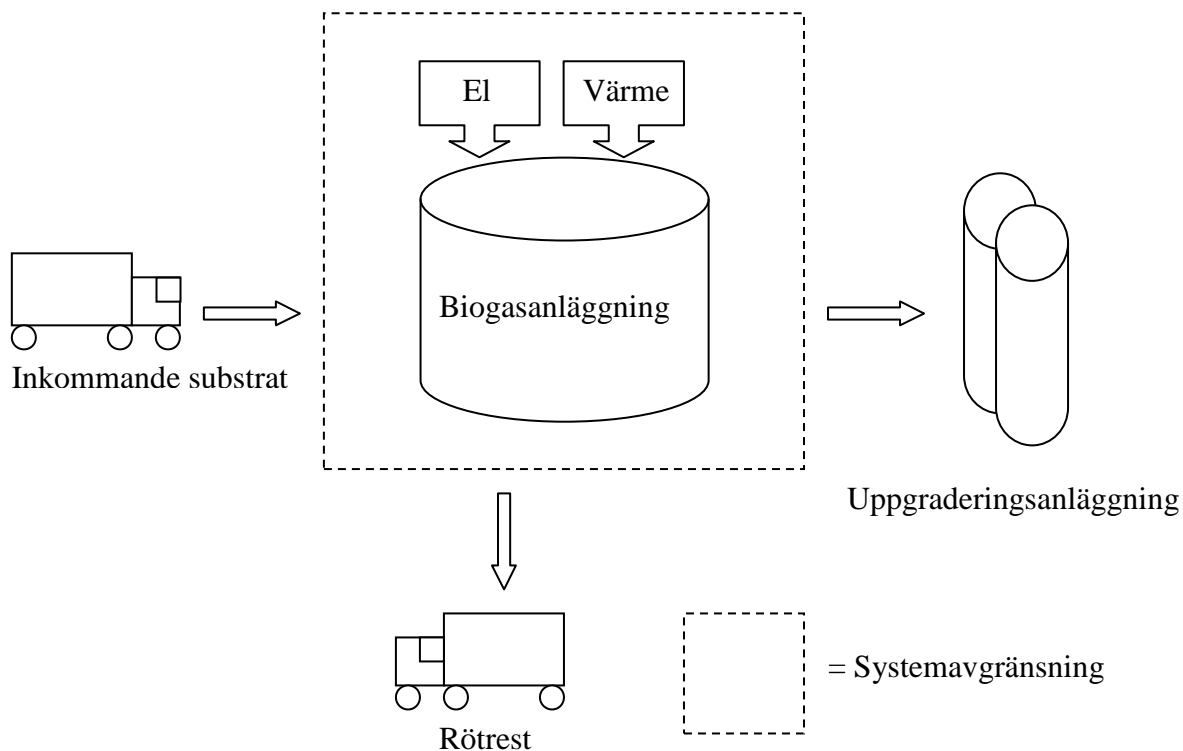 El
Värme
Biogasanläggning
Inkommande substrat
Uppgraderingsanläggning
= Systemavgränsning
Rötrest